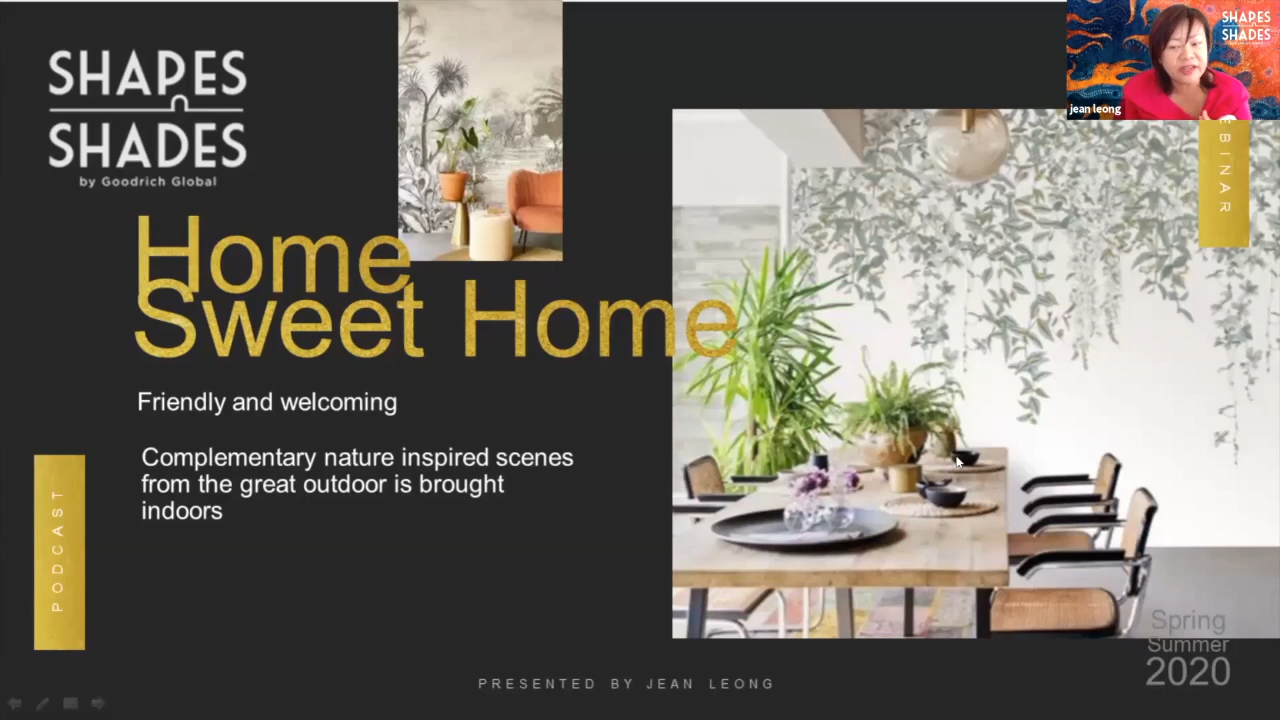 SHAPES
SHADES
by Goodrich Global
Home
Sweet Home
Friendly and welcoming
Complementary nature inspired scenes
from the great outdoor is brought
indoors
PODCAST
PRESENTED BY JEAN LEONG
SHAPES
SHADES
jean leong
Spring
Summer
2020